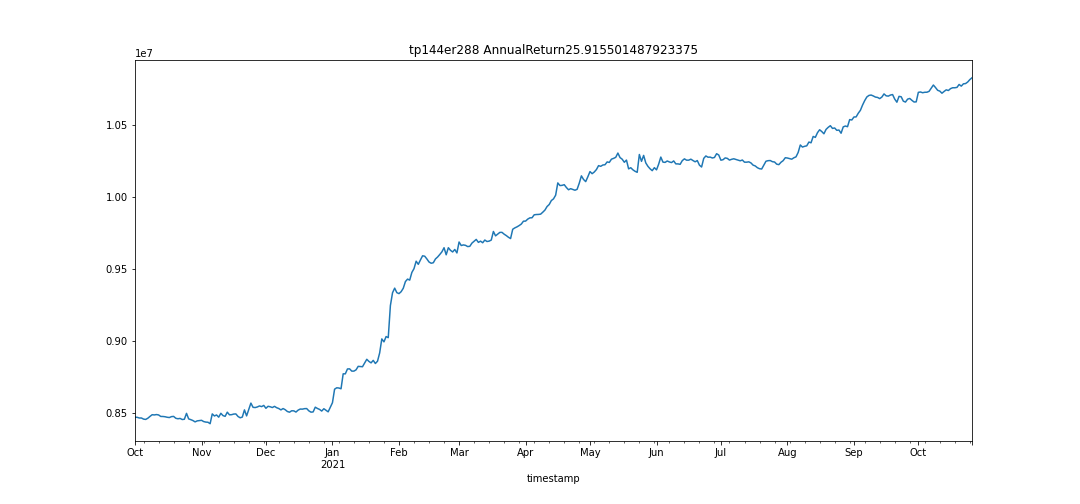 tp144er288 AnnualReturn25.915501487923375
1e7
1.05
1.00
0.95
0.90
0.85
Oct Nov Dec Jan Feb Mar Apr May Jun Jul Aug Sep Oct
2021
timestamp